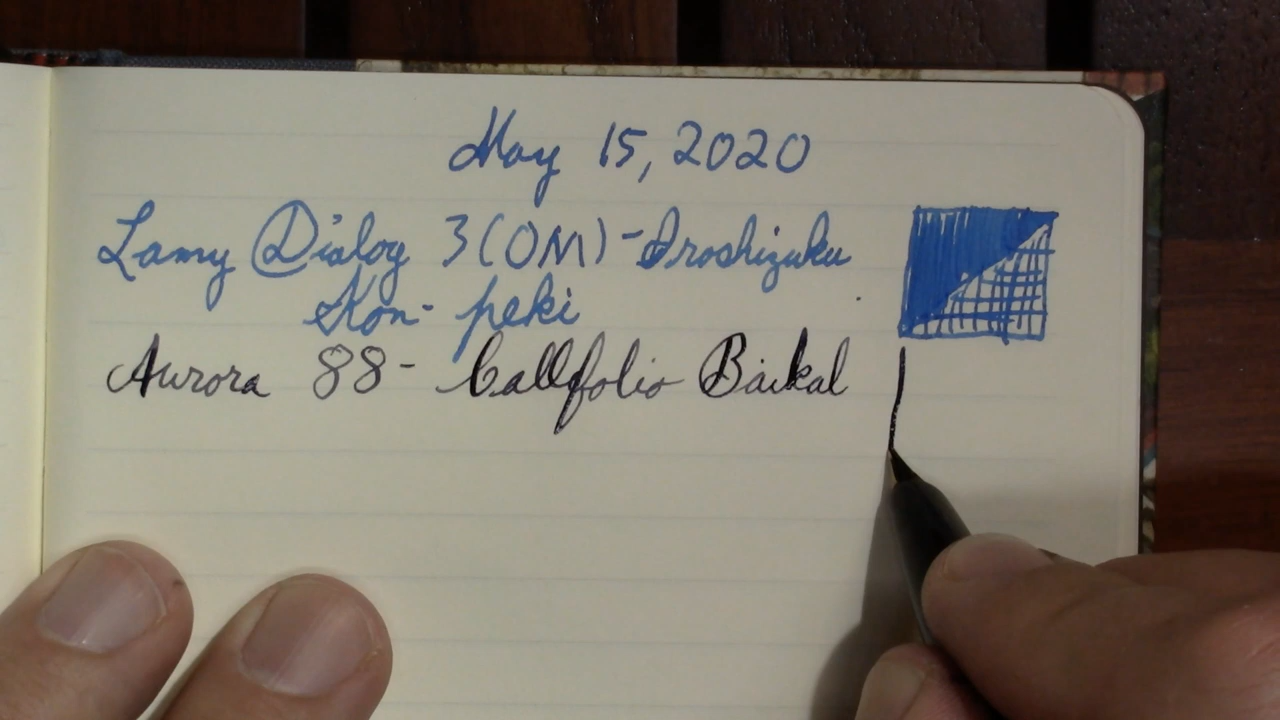 May 15, 2020
Lamy Dialog 3 (OM) - Iroshizuku
Kon-peki
Aurora 88 - Callifolio Baikal